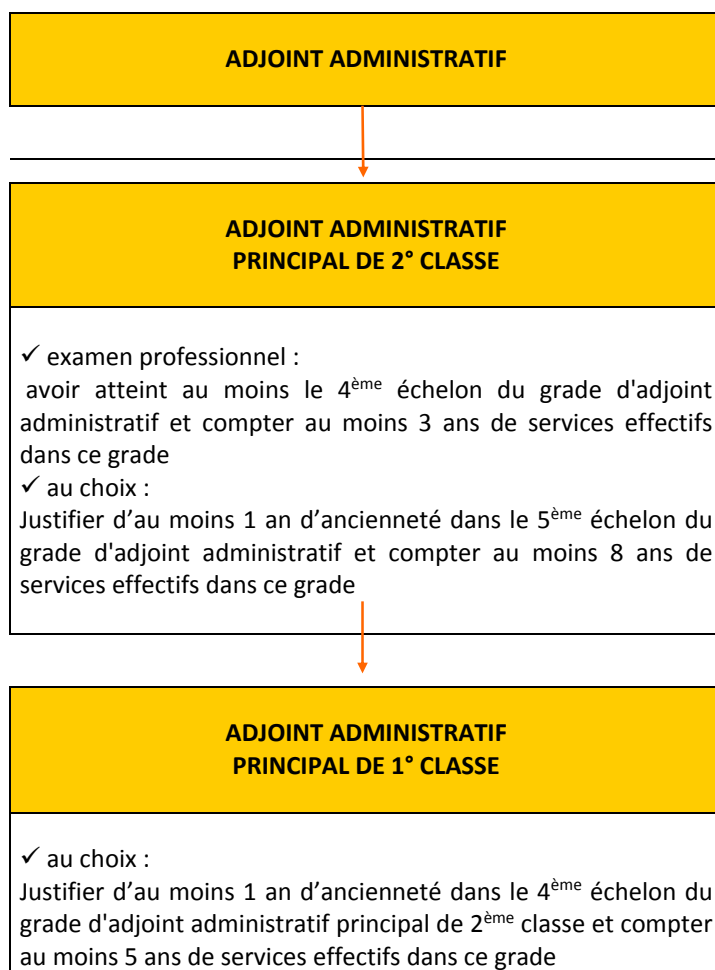 ADJOINT ADMINISTRATIF
ADJOINT ADMINISTRATIF
PRINCIPAL DE 2° CLASSE
✓ examen professionnel :
avoir atteint au moins le 4ème échelon du grade d'adjoint
administratif et compter au moins 3 ans de services effectifs
dans ce grade
✓ au choix :
Justifier d’au moins 1 an d’ancienneté dans le 5ème échelon du
grade d'adjoint administratif et compter au moins 8 ans de
services effectifs dans ce grade
ADJOINT ADMINISTRATIF
PRINCIPAL DE 1° CLASSE
✓ au choix :
Justifier d’au moins 1 an d’ancienneté dans le 4ème échelon du
grade d'adjoint administratif principal de 2ème classe et compter
au moins 5 ans de services effectifs dans ce grade